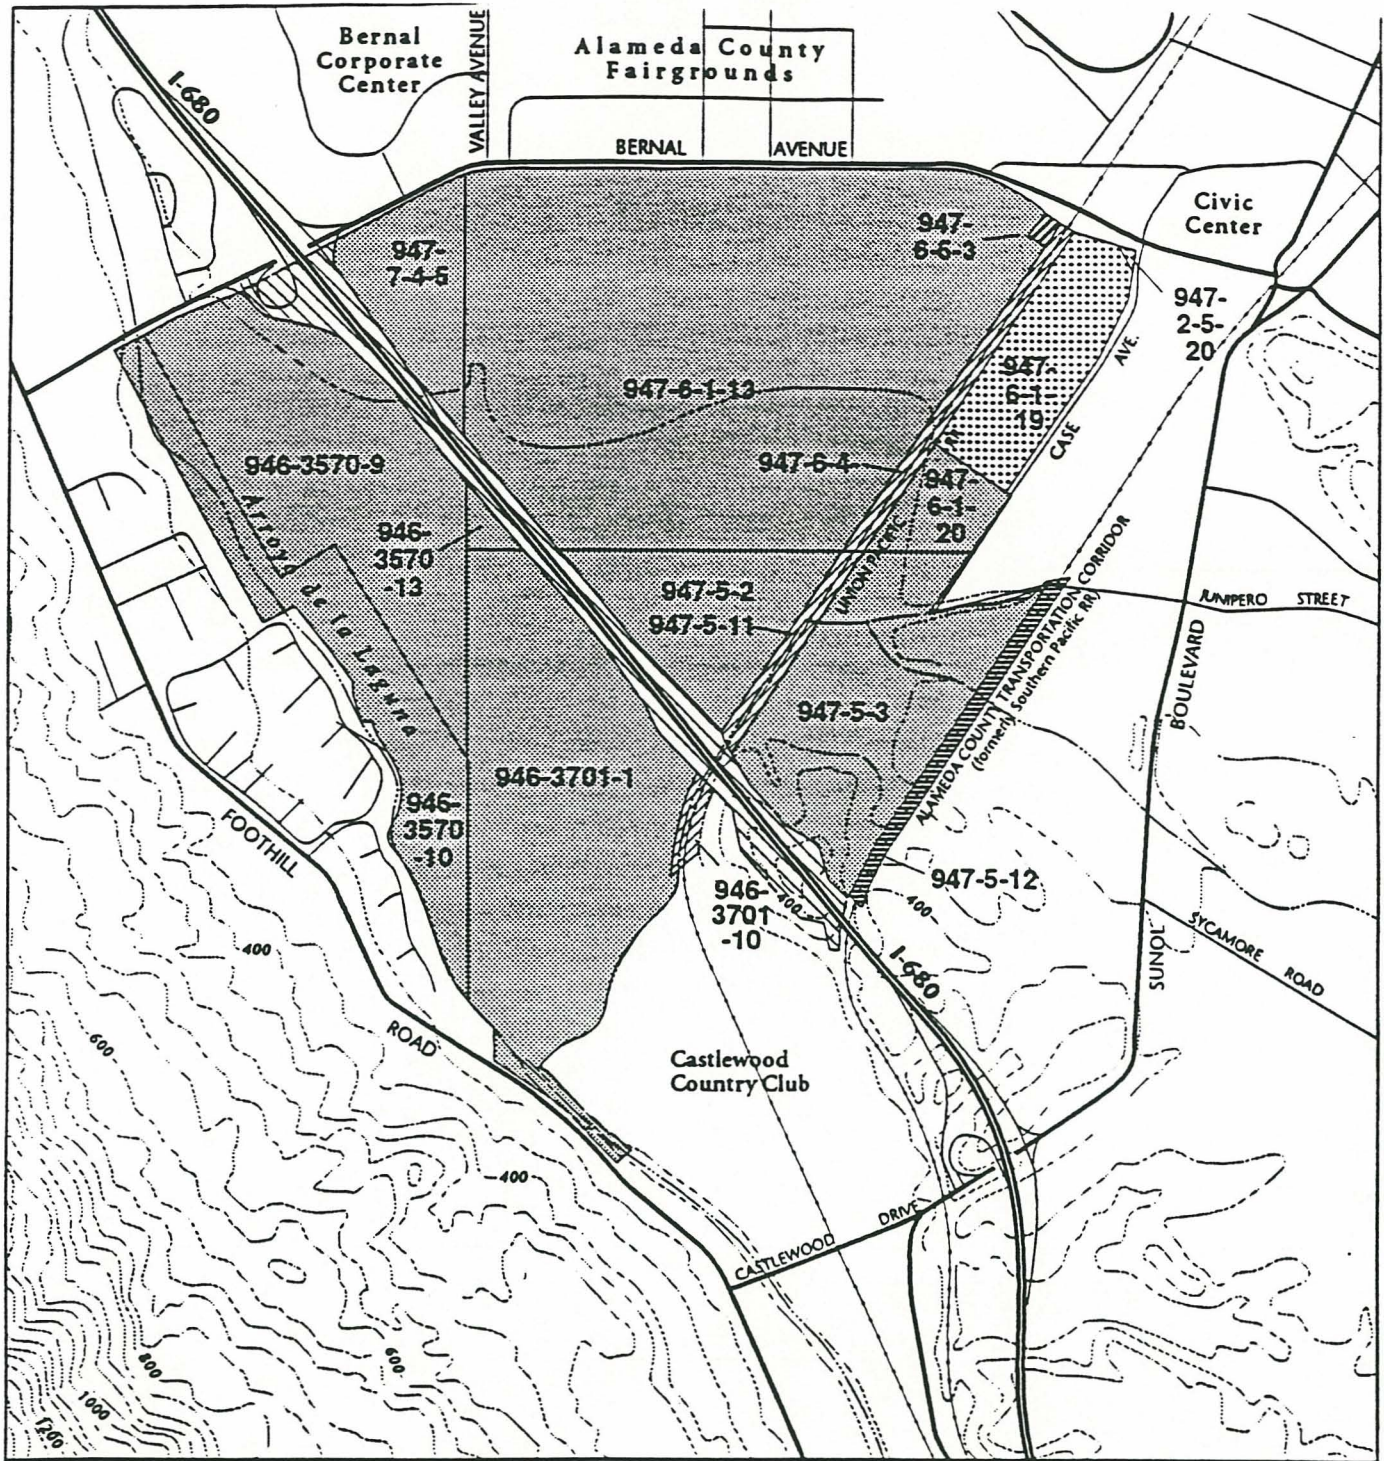 Bernal
Corporate
Center
VALLEY AVENUE
Alameda County
Fairgrounds
I-680
BERNAL AVENUE
Civic
Center
947-
7-4-5
947-
6-6-3
947-
2-5-
20
947-6-1-13
947-
6-1-
19
AVE.
CASE
946-3570-9
947-6-4
RR
947-
6-1-
20
Arroyo
de la Laguna
946-
3570
-13
UNION PACIFIC
947-5-2
947-5-11
JUNIPERO STREET
ALAMEDA COUNTY TRANSPORTATION CORRIDOR
(formerly Southern Pacific RR)
BOULEVARD
947-5-3
946-3701-1
946-
3570
-10
FOOTHILL
947-5-12
946-
3701
-10
400
400
SYCAMORE
ROAD
400
I-680
SUNOL
ROAD
600
Castlewood
Country Club
400
DRIVE
CASTLEWOOD
600
800
1000
1200